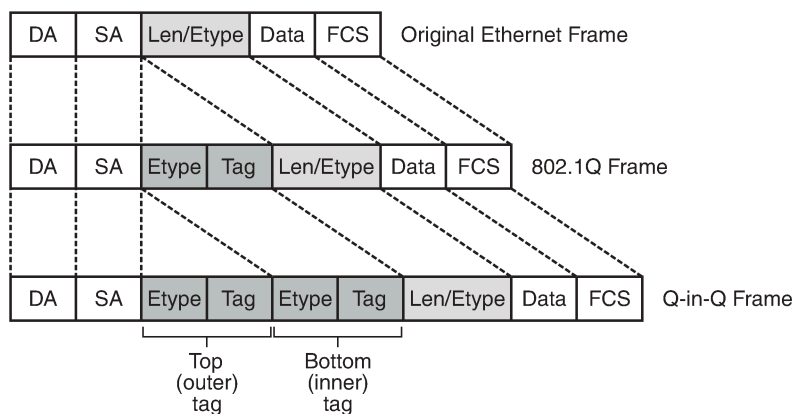 DA SA Len/Etype Data FCS Original Ethernet Frame
DA SA Etype Tag Len/Etype Data FCS 802.1Q Frame
DA SA Etype Tag Etype Tag Len/Etype Data FCS Q-in-Q Frame
Top
(outer)
tag
Bottom
(inner)
tag